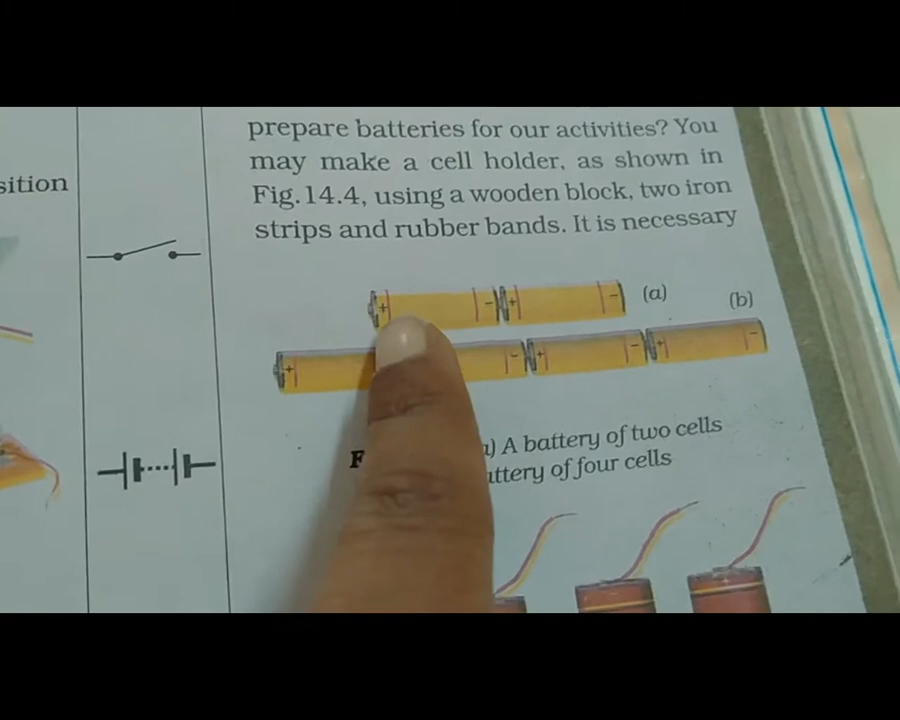 sition
prepare batteries for our activities? You
may make a cell holder, as shown in
Fig.14.4, using a wooden block, two iron
strips and rubber bands. It is necessary
+ - + - (a)
(b)
+ - + - + -
A battery of two cells
of four cells